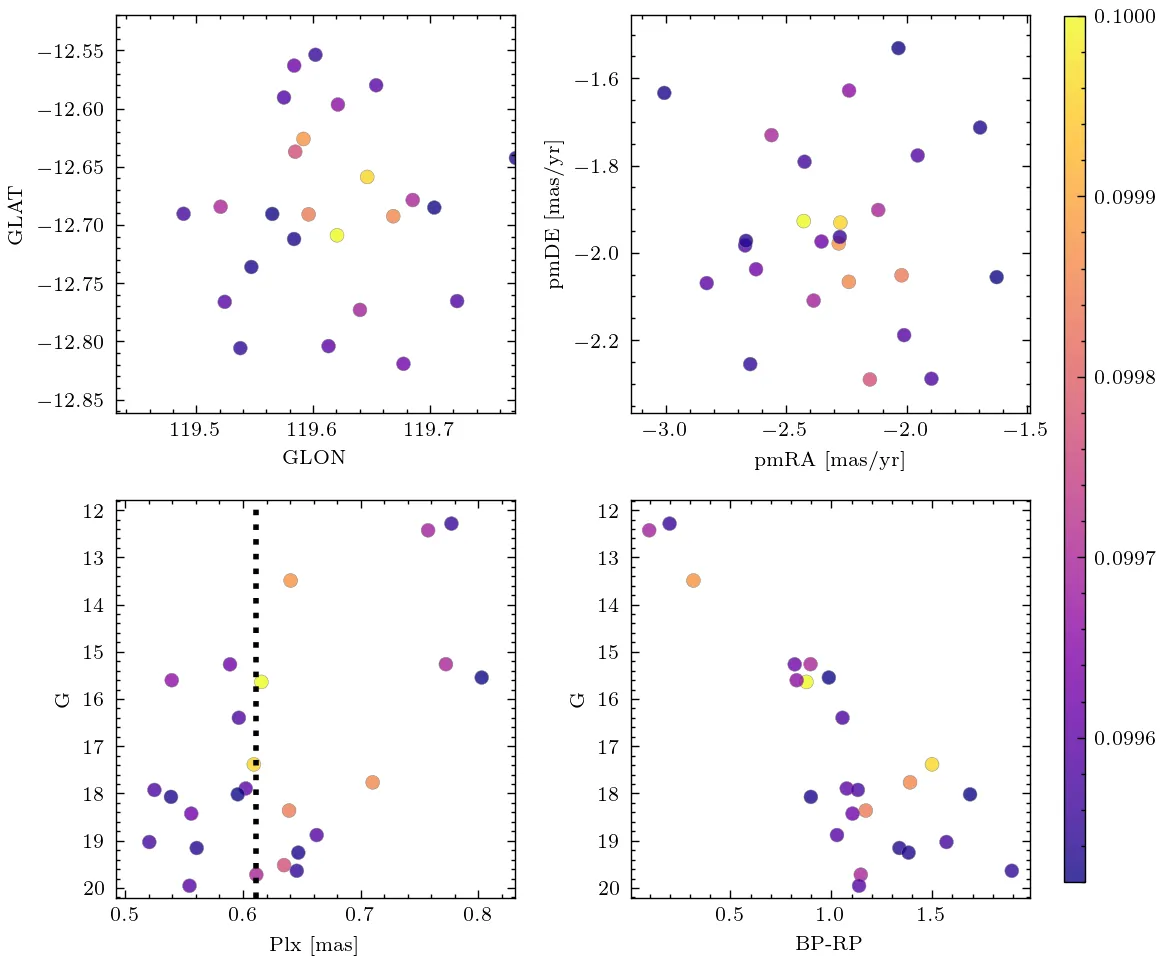 −12.55
−12.60
−12.65
−12.70
−12.75
−12.80
−12.85
GLAT
119.5 119.6 119.7
GLON
−1.6
−1.8
−2.0
−2.2
pmDE [mas/yr]
−3.0 −2.5 −2.0 −1.5
pmRA [mas/yr]
0.1000
0.0999
0.0998
0.0997
0.0996
12
13
14
15
16
17
18
19
20
G
0.5 0.6 0.7 0.8
Plx [mas]
12
13
14
15
16
17
18
19
20
G
0.5 1.0 1.5
BP-RP